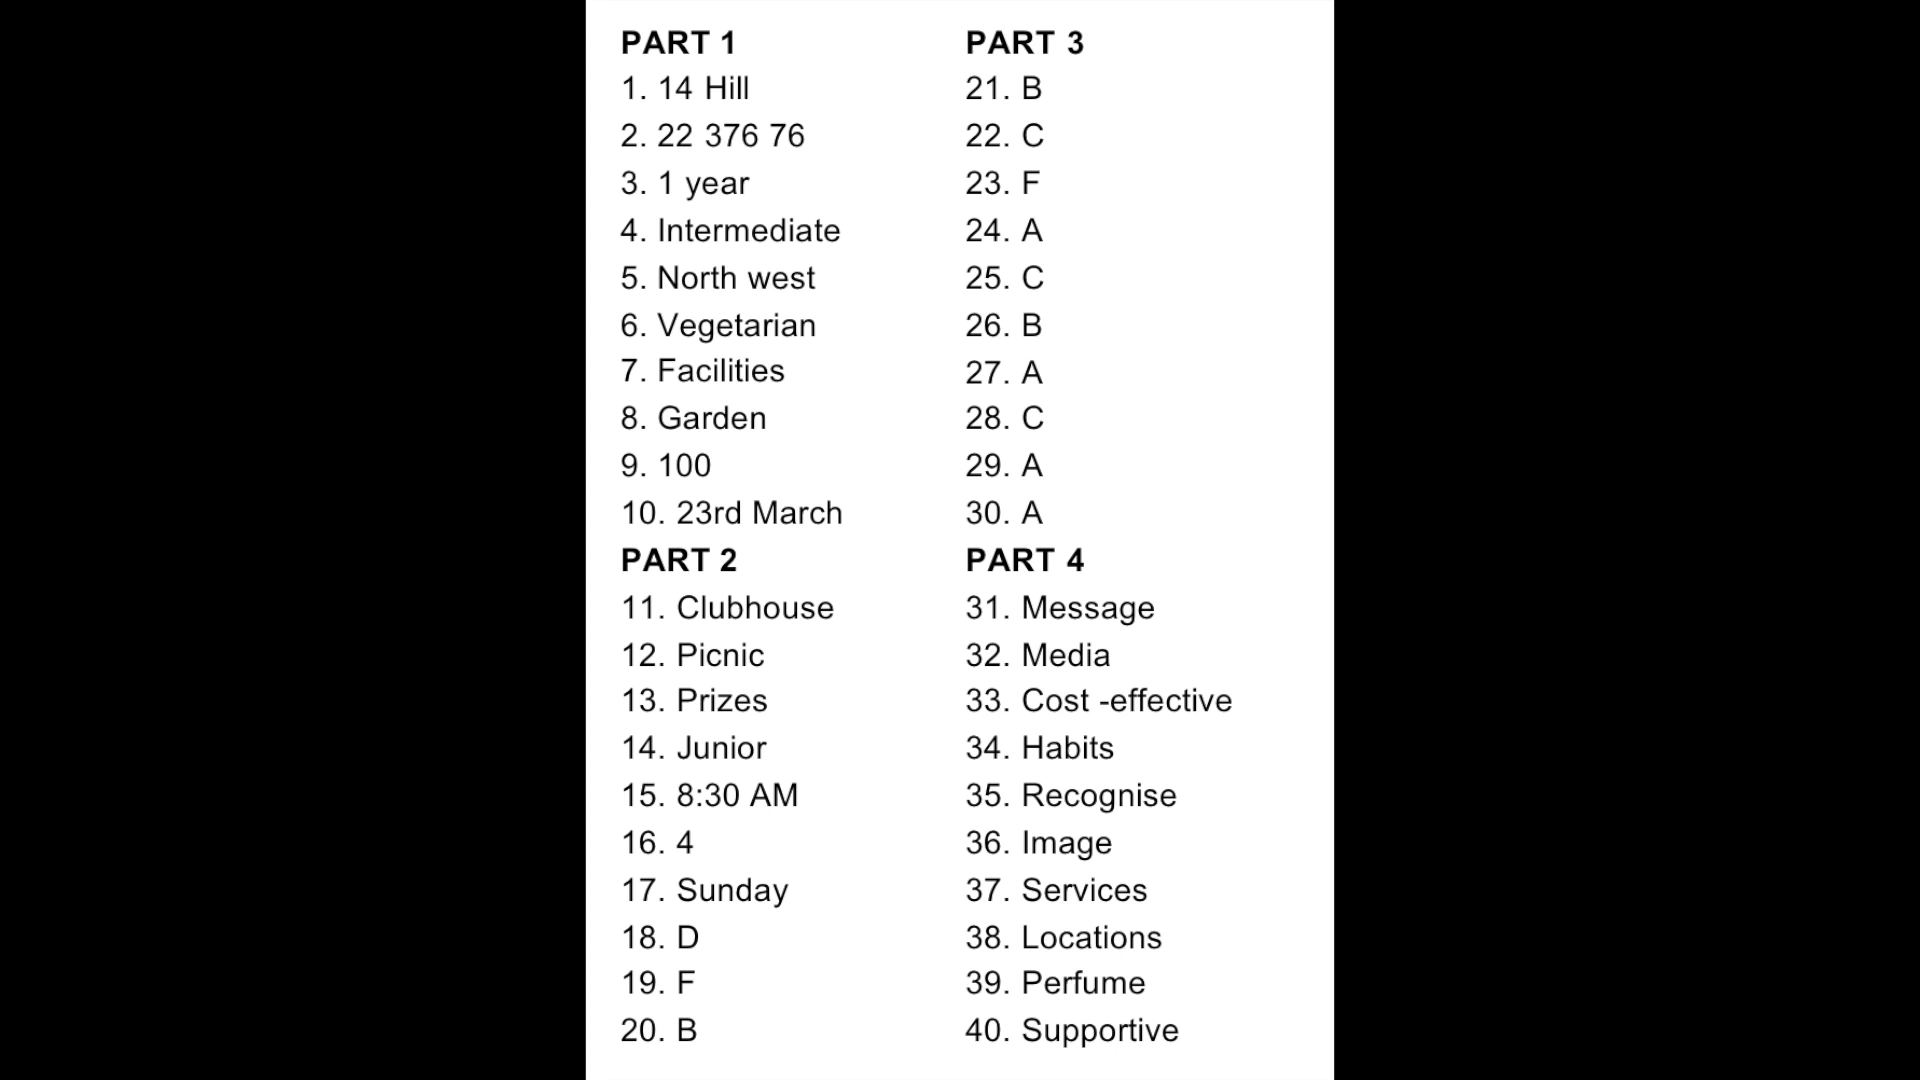 PART 1
1. 14 Hill
2. 22 376 76
3. 1 year
4. Intermediate
5. North west
6. Vegetarian
7. Facilities
8. Garden
9. 100
10. 23rd March
PART 2
11. Clubhouse
12. Picnic
13. Prizes
14. Junior
15. 8:30 AM
16. 4
17. Sunday
18. D
19. F
20. B
PART 3
21. B
22. C
23. F
24. A
25. C
26. B
27. A
28. C
29. A
30. A
PART 4
31. Message
32. Media
33. Cost -effective
34. Habits
35. Recognise
36. Image
37. Services
38. Locations
39. Perfume
40. Supportive